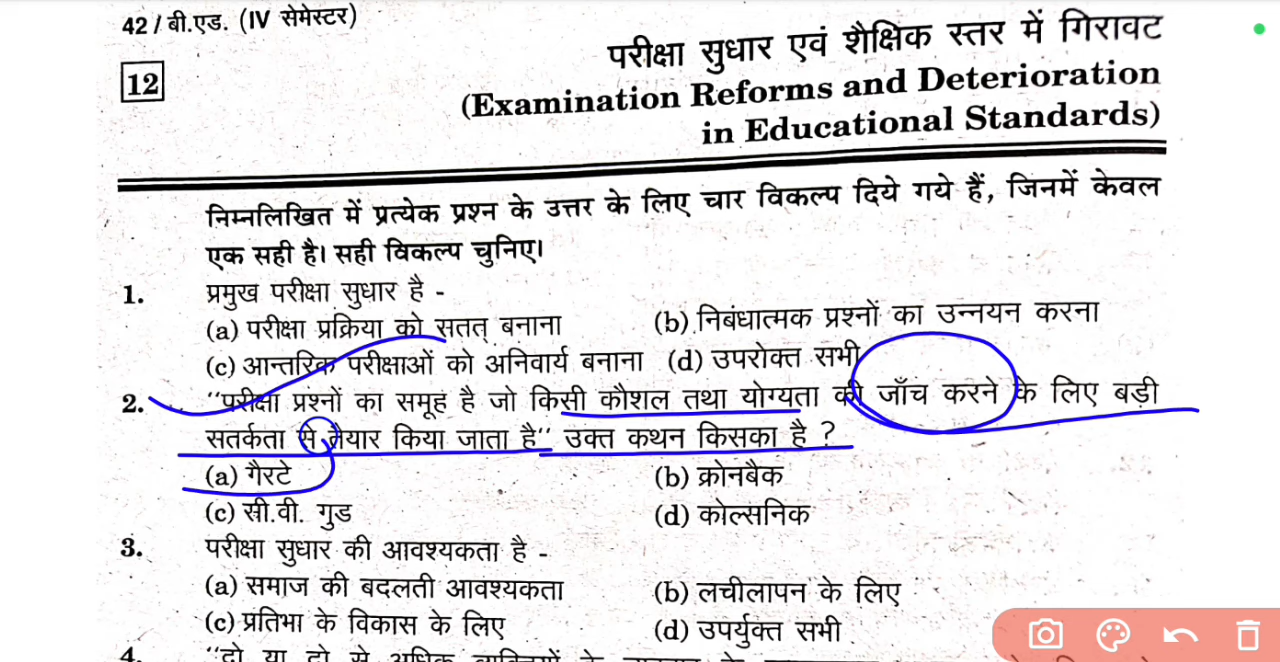 42 / बी.एड. (IV सेमेस्टर)
12
परीक्षा सुधार एवं शैक्षिक स्तर में गिरावट
(Examination Reforms and Deterioration
in Educational Standards)
निम्नलिखित में प्रत्येक प्रश्न के उत्तर के लिए चार विकल्प दिये गये हैं, जिनमें केवल
एक सही है। सही विकल्प चुनिए।
1. प्रमुख परीक्षा सुधार है -
(a) परीक्षा प्रक्रिया को सतत् बनाना (b) निबंधात्मक प्रश्नों का उन्नयन करना
(c) आन्तरिक परीक्षाओं को अनिवार्य बनाना (d) उपरोक्त सभी
2. "परीक्षा प्रश्नों का समूह है जो किसी कौशल तथा योग्यता की जाँच करने के लिए बड़ी
सतर्कता से तैयार किया जाता है" उक्त कथन किसका है ?
(a) गैरटे (b) क्रोनबैक
(c) सी.वी. गुड (d) कोल्सनिक
3. परीक्षा सुधार की आवश्यकता है -
(a) समाज की बदलती आवश्यकता (b) लचीलापन के लिए
(c) प्रतिभा के विकास के लिए (d) उपर्युक्त सभी
4. "दो या दो से अधिक व्यक्तियों के